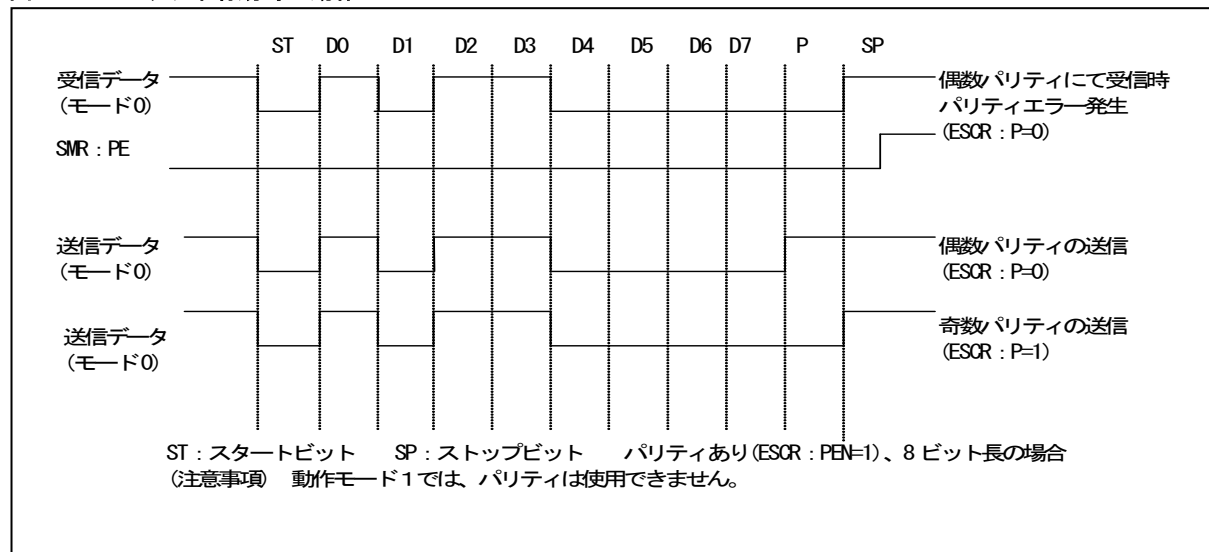 ST D0 D1 D2 D3 D4 D5 D6 D7 P SP
受信データ
(モード0)
偶数パリティにて受信時
パリティエラー発生
(ESCR:P=0)
SMR:PE
送信データ
(モード0)
偶数パリティの送信
(ESCR:P=0)
送信データ
(モード0)
奇数パリティの送信
(ESCR:P=1)
ST:スタートビット SP:ストップビット パリティあり(ESCR:PEN=1)、8ビット長の場合
(注意事項) 動作モード1では、パリティは使用できません。